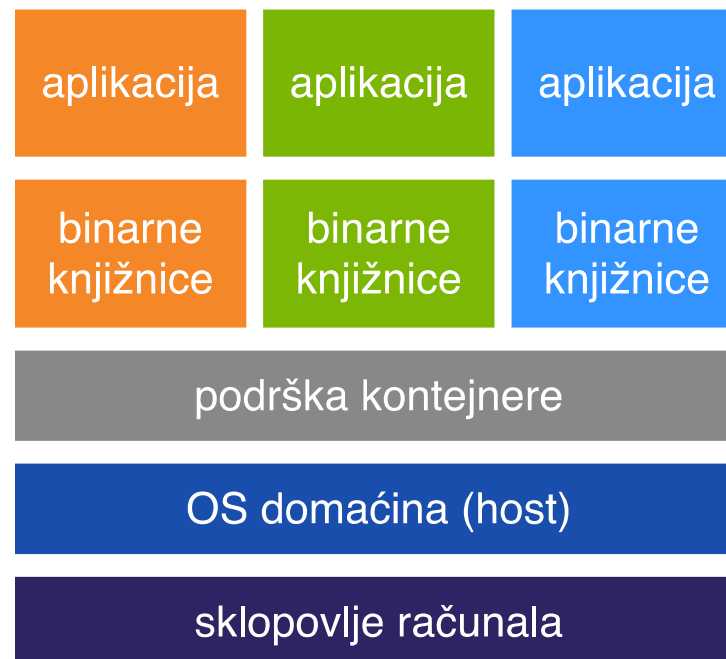 aplikacija aplikacija aplikacija
binarne binarne binarne
knjižnice knjižnice knjižnice
podrška kontejnere
OS domaćina (host)
sklopovlje računala